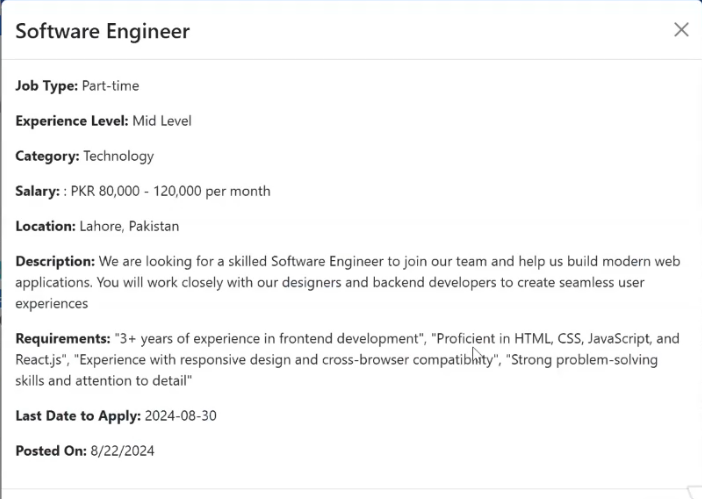 Software Engineer
Job Type: Part-time
Experience Level: Mid Level
Category: Technology
Salary: : PKR 80,000 - 120,000 per month
Location: Lahore, Pakistan
Description: We are looking for a skilled Software Engineer to join our team and help us build modern web
applications. You will work closely with our designers and backend developers to create seamless user
experiences
Requirements: "3+ years of experience in frontend development", "Proficient in HTML, CSS, JavaScript, and
React.js", "Experience with responsive design and cross-browser compatibility", "Strong problem-solving
skills and attention to detail"
Last Date to Apply: 2024-08-30
Posted On: 8/22/2024